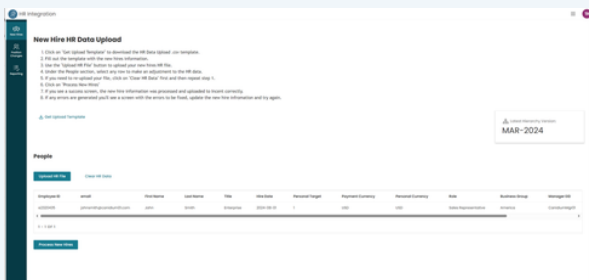 HR Integration
New Hire
Position Changes
Reporting
New Hire HR Data Upload
1. Click on "Get Upload Template" to download the HR Data Upload .csv template.
2. Fill out the template with the new hires information.
3. Use the "Upload HR File" button to upload your new hires HR file.
4. Under the People section, select any row to make an adjustment to the HR data.
5. If you need to re upload your file, click on "Clear HR Data" first and then repeat step 1.
6. Click on "Process New Hires"
7. If you see a success screen, the new hire information was processed and uploaded to Incent correctly.
8. If any errors are generated you'll see a screen with the errors to be fixed, update the new hire information and try again.
Get Upload Template
Latest Hierarchy Version
MAR-2024
People
Upload HR File Clear HR Data
Employee ID email First Name Last Name Title Hire Date Personal Target Payment Currency Personal Currency Role Business Group Manager Hill
John Smith Enterprise 1 USD USD Sales Representative America
1 - 1 of 1
Process New Hires